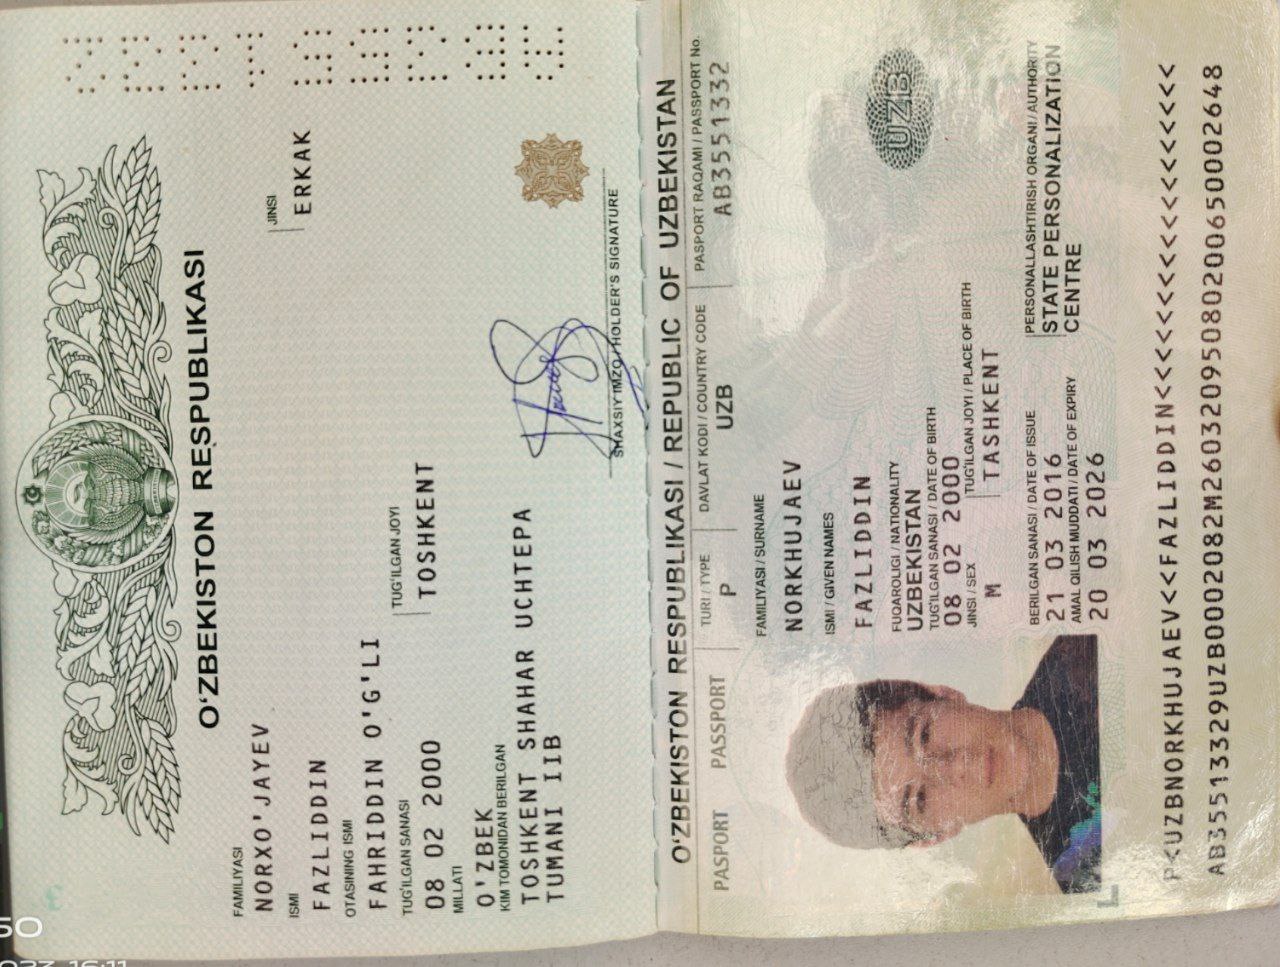 O‘ZBEKISTON RESPUBLIKASI
FAMILIYASI
NORXO'JAYEV
ISMI
FAZLIDDIN
JINSI
ERKAK
OTASINING ISMI
FAHRIDDIN O'G'LI
TUG‘ILGAN SANASI
08 02 2000
TUG‘ILGAN JOYI
TOSHKENT
MILLATI
O'ZBEK
KIM TOMONIDAN BERILGAN
TOSHKENT SHAHAR UCHTEPA
TUMANI IIB
SHAXSIY IMZO / HOLDER'S SIGNATURE
O‘ZBEKISTON RESPUBLIKASI / REPUBLIC OF UZBEKISTAN
PASPORT PASSPORT
TURI / TYPE
P
DAVLAT KODI / COUNTRY CODE
UZB
PASPORT RAQAMI / PASSPORT No.
AB3551332
FAMILIYASI / SURNAME
NORKHUJAEV
ISMI / GIVEN NAMES
FAZLIDDIN
FUQAROLIGI / NATIONALITY
UZBEKISTAN
TUG‘ILGAN SANASI / DATE OF BIRTH
08 02 2000
JINSI / SEX
M
TUG‘ILGAN JOYI / PLACE OF BIRTH
TASHKENT
BERILGAN SANASI / DATE OF ISSUE
21 03 2016
AMAL QILISH MUDDATI / DATE OF EXPIRY
20 03 2026
PERSONALLASHTIRISH ORGANI / AUTHORITY
STATE PERSONALIZATION
CENTRE
UZB
P<UZBNORKHUJAEV<<FAZLIDDIN<<<<<<<<<<<<<<<<<<
AB35513329UZB0002082M26032095080200650002648